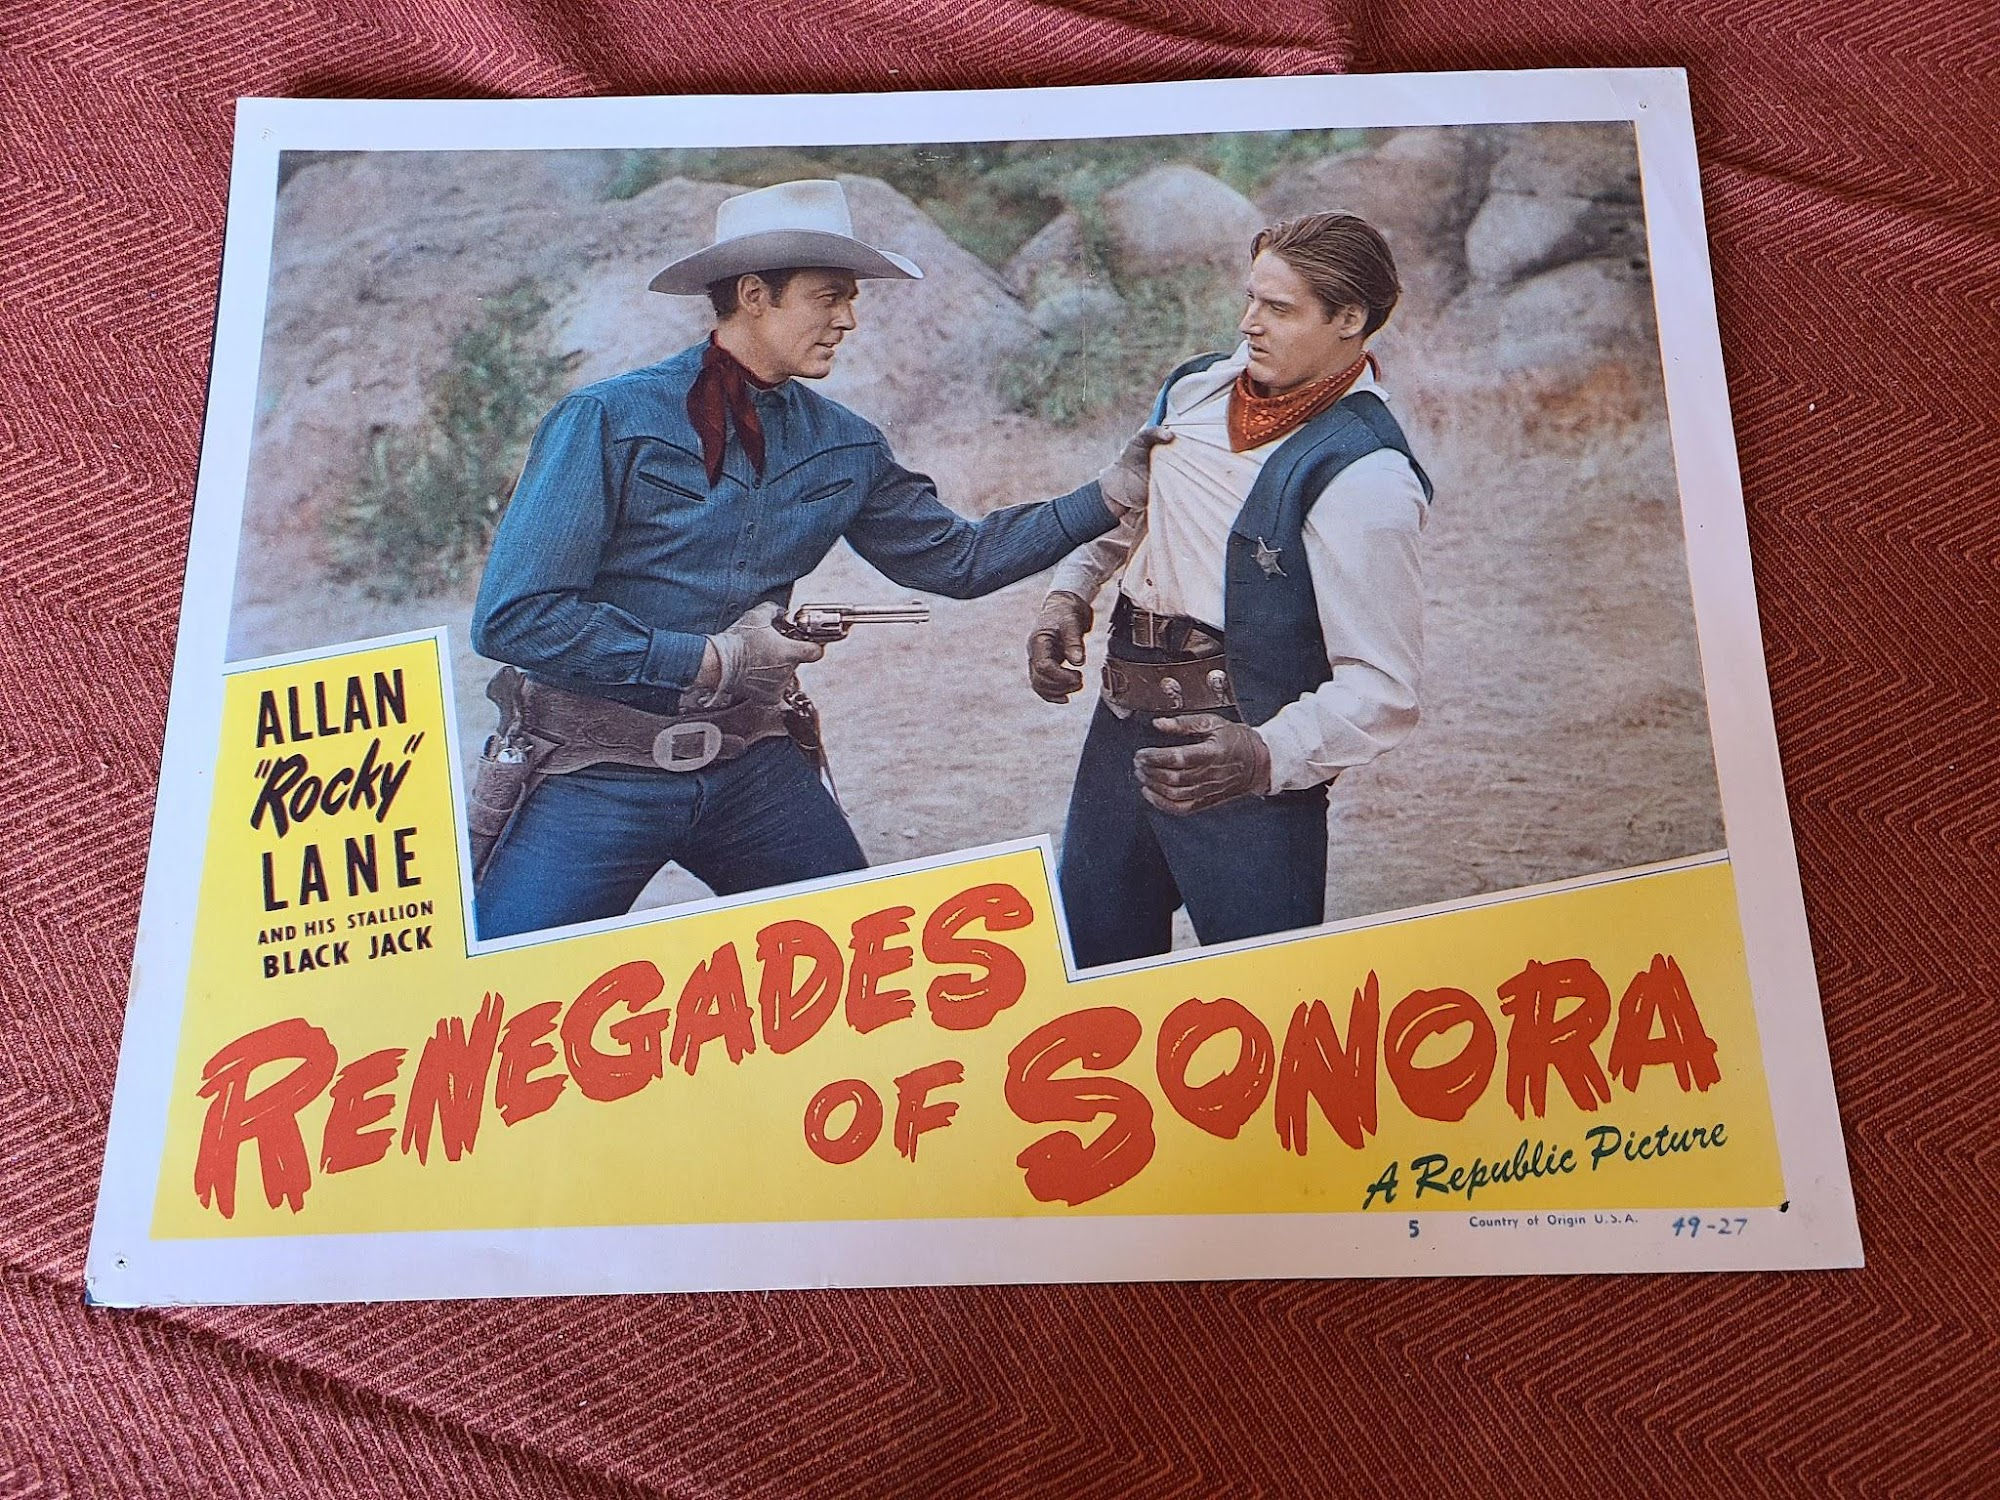 ALLAN
"Rocky"
LANE
AND HIS STALLION
BLACK JACK
RENEGADES
OF SONORA
A Republic Picture
5 Country of Origin U.S.A. 49-27